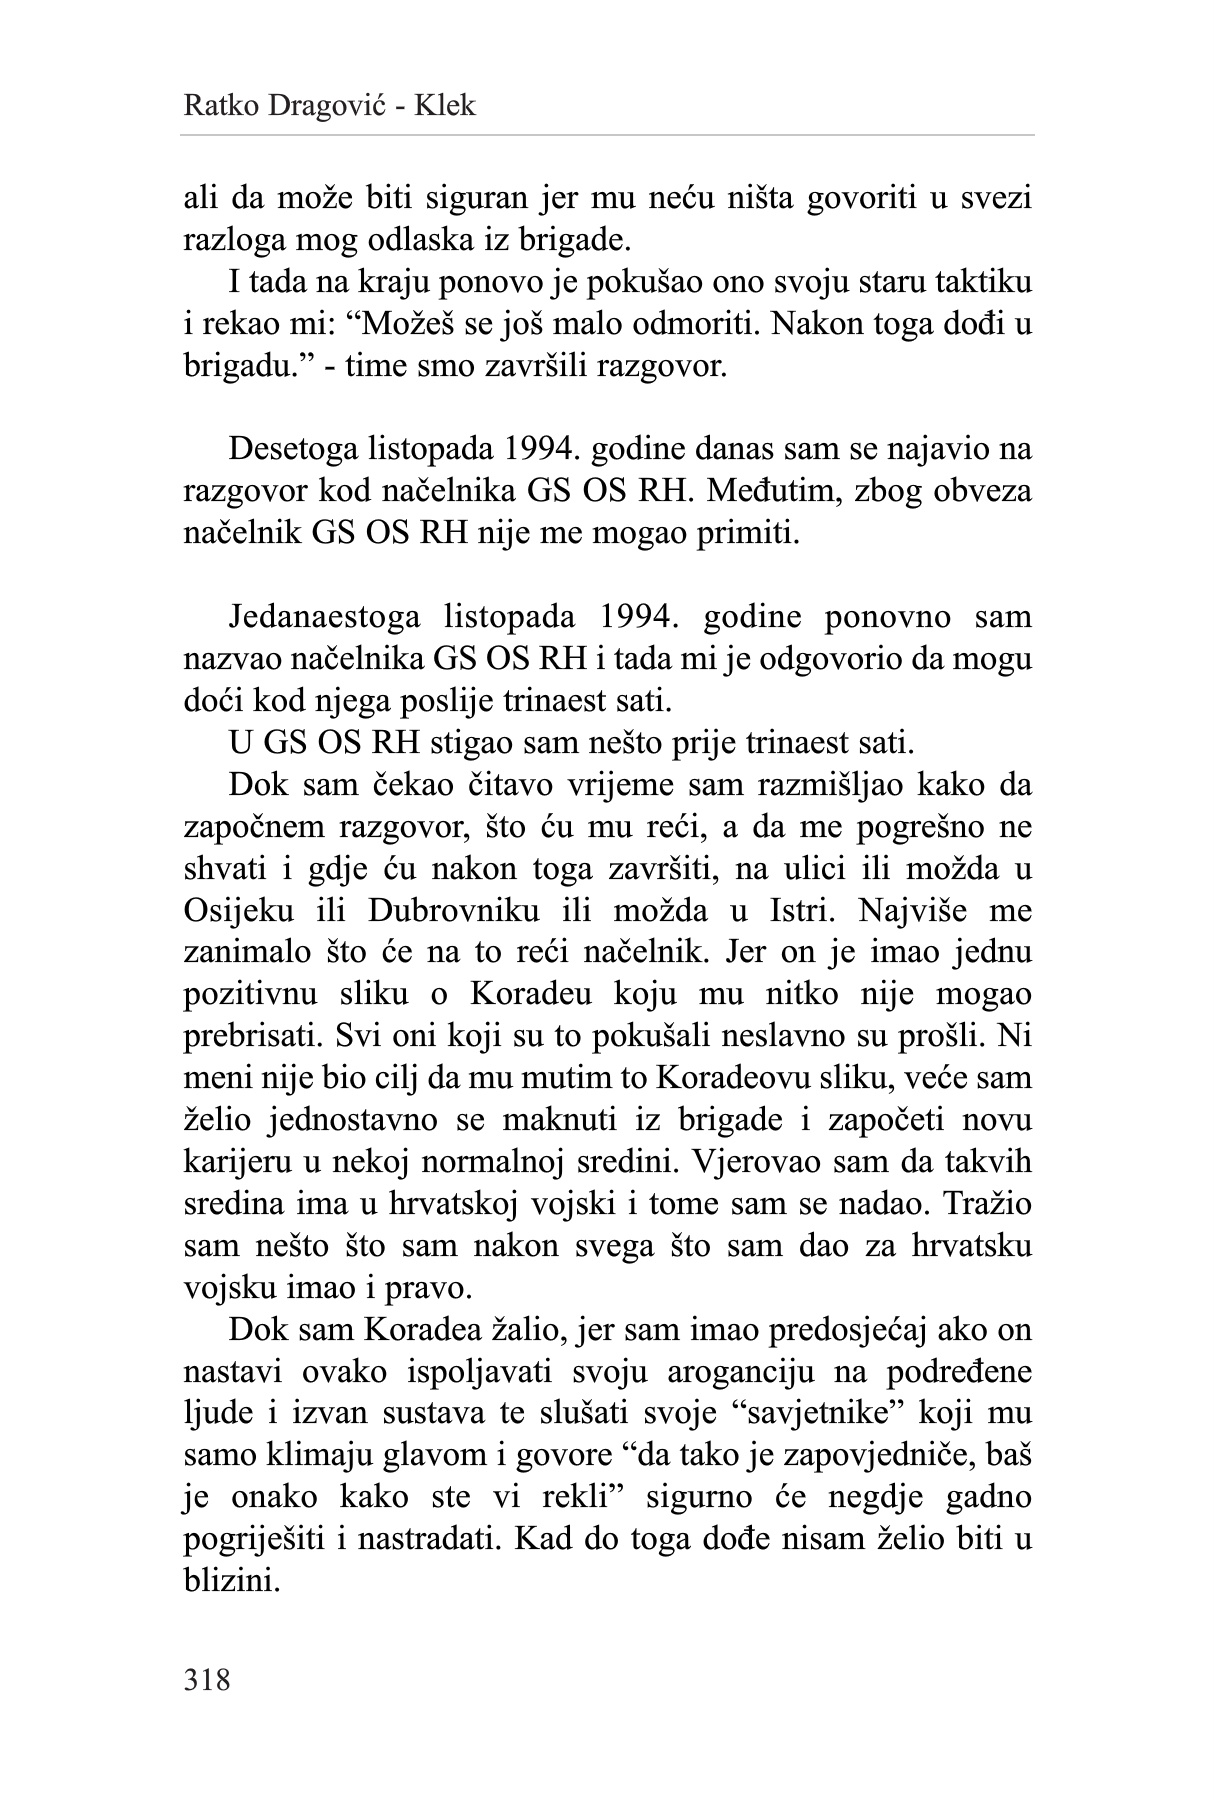 Ratko Dragović - Klek
ali da može biti siguran jer mu neću ništa govoriti u svezi
razloga mog odlaska iz brigade.
I tada na kraju ponovo je pokušao ono svoju staru taktiku
i rekao mi: “Možeš se još malo odmoriti. Nakon toga dođi u
brigadu.” - time smo završili razgovor.
Desetoga listopada 1994. godine danas sam se najavio na
razgovor kod načelnika GS OS RH. Međutim, zbog obveza
načelnik GS OS RH nije me mogao primiti.
Jedanaestoga listopada 1994. godine ponovno sam
nazvao načelnika GS OS RH i tada mi je odgovorio da mogu
doći kod njega poslije trinaest sati.
U GS OS RH stigao sam nešto prije trinaest sati.
Dok sam čekao čitavo vrijeme sam razmišljao kako da
započnem razgovor, što ću mu reći, a da me pogrešno ne
shvati i gdje ću nakon toga završiti, na ulici ili možda u
Osijeku ili Dubrovniku ili možda u Istri. Najviše me
zanimalo što će na to reći načelnik. Jer on je imao jednu
pozitivnu sliku o Koradeu koju mu nitko nije mogao
prebrisati. Svi oni koji su to pokušali neslavno su prošli. Ni
meni nije bio cilj da mu mutim to Koradeovu sliku, veće sam
želio jednostavno se maknuti iz brigade i započeti novu
karijeru u nekoj normalnoj sredini. Vjerovao sam da takvih
sredina ima u hrvatskoj vojski i tome sam se nadao. Tražio
sam nešto što sam nakon svega što sam dao za hrvatsku
vojsku imao i pravo.
Dok sam Koradea žalio, jer sam imao predosjećaj ako on
nastavi ovako ispoljavati svoju aroganciju na podređene
ljude i izvan sustava te slušati svoje “savjetnike” koji mu
samo klimaju glavom i govore “da tako je zapovjedniče, baš
je onako kako ste vi rekli” sigurno će negdje gadno
pogriješiti i nastradati. Kad do toga dođe nisam želio biti u
blizini.
318